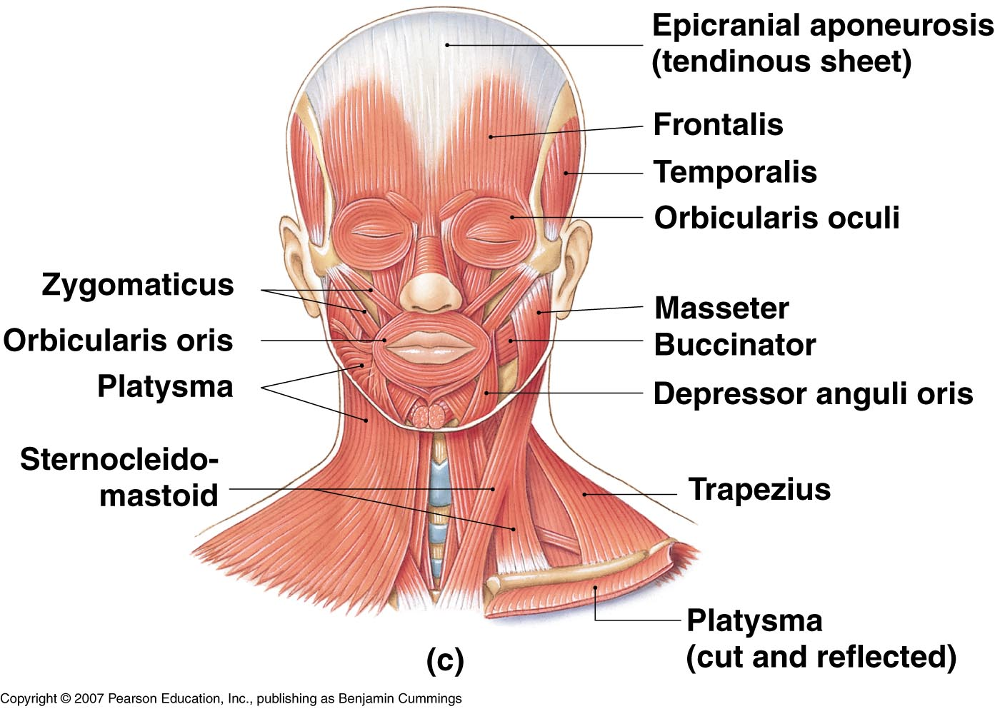 Epicranial aponeurosis
(tendinous sheet)
Frontalis
Temporalis
Orbicularis oculi
Zygomaticus
Masseter
Orbicularis oris
Buccinator
Platysma
Depressor anguli oris
Sternocleido-
mastoid
Trapezius
Platysma
(cut and reflected)
(c)
Copyright © 2007 Pearson Education, Inc., publishing as Benjamin Cummings